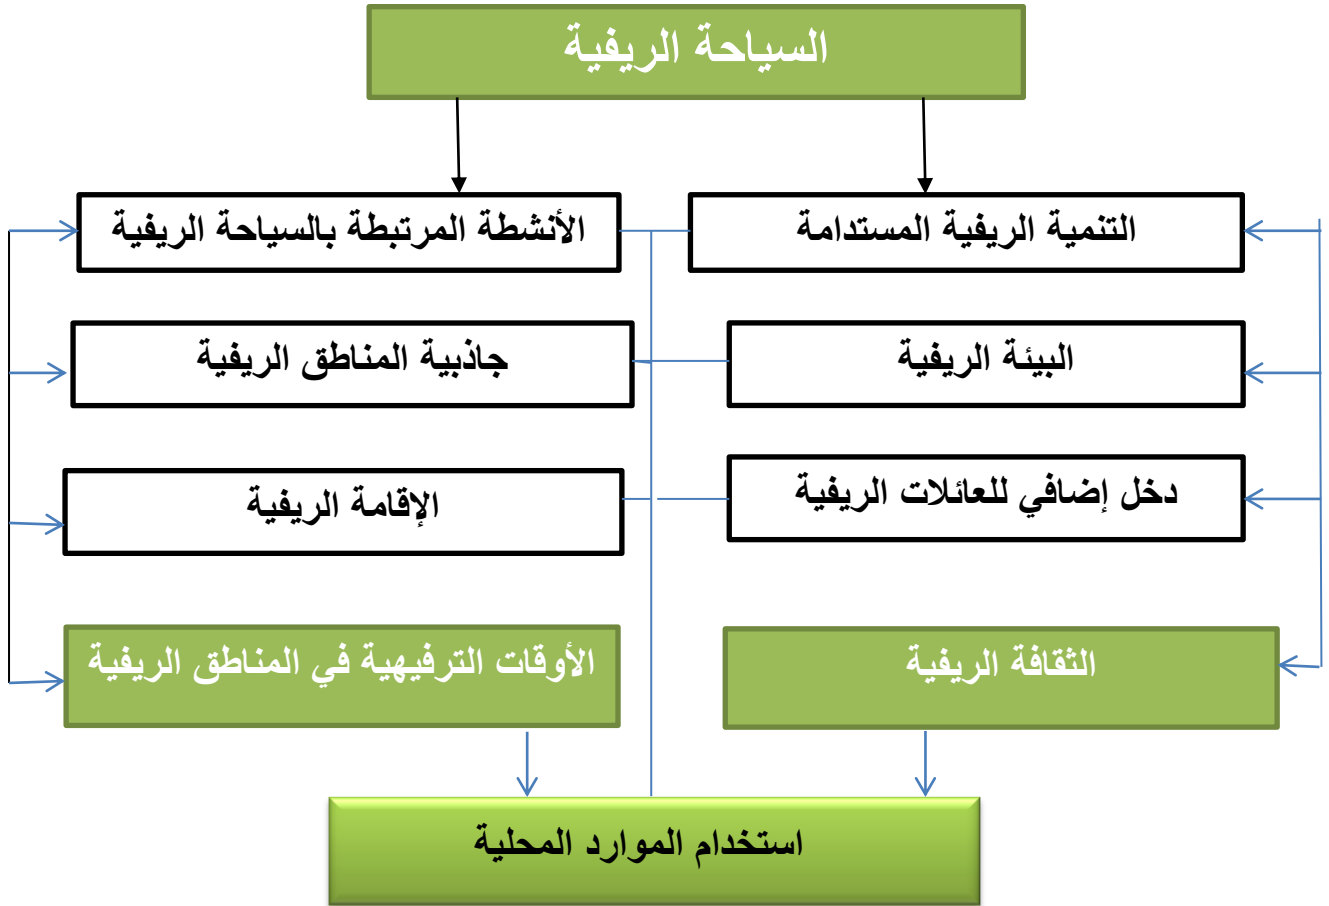 السياحة الريفية
التنمية الريفية المستدامة
الأنشطة المرتبطة بالسياحة الريفية
البيئة الريفية
جاذبية المناطق الريفية
دخل إضافي للعائلات الريفية
الإقامة الريفية
الثقافة الريفية
الأوقات الترفيهية في المناطق الريفية
استخدام الموارد المحلية